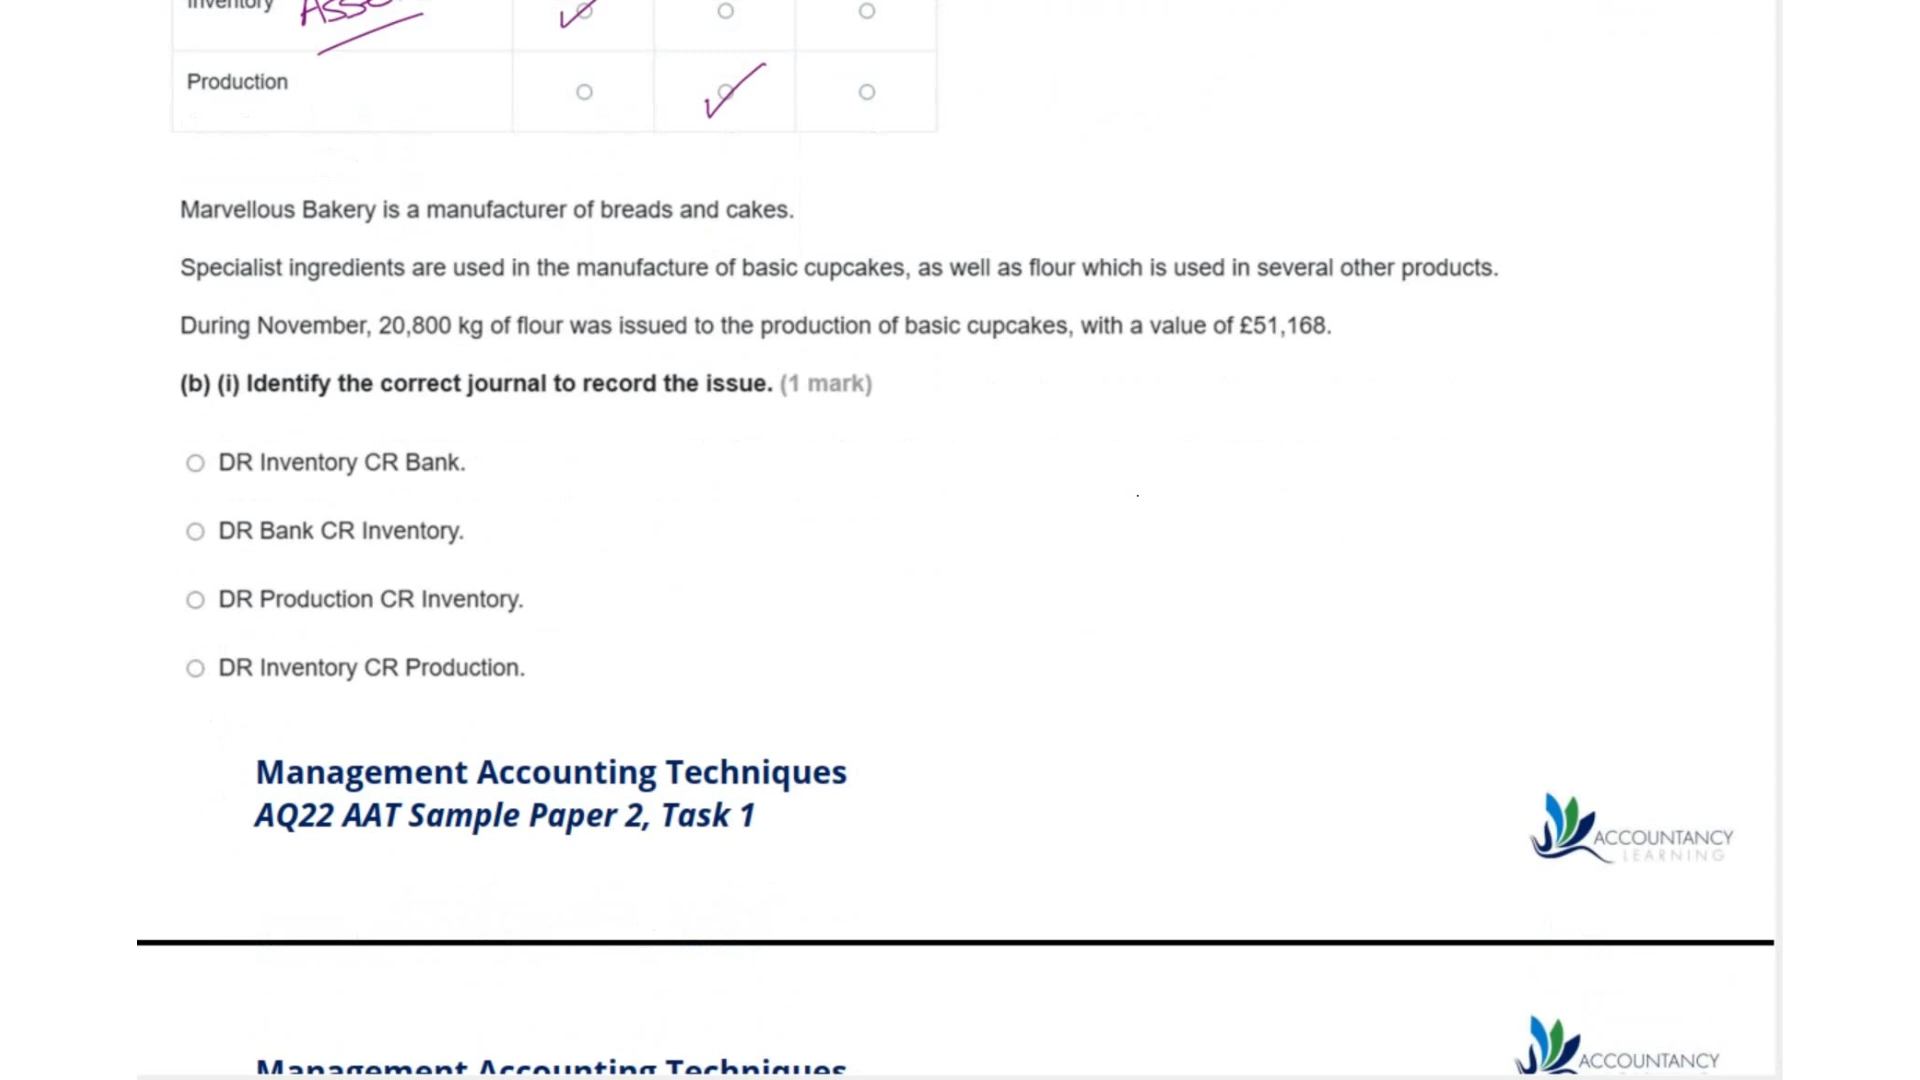 Inventory
Production
Marvellous Bakery is a manufacturer of breads and cakes.
Specialist ingredients are used in the manufacture of basic cupcakes, as well as flour which is used in several other products.
During November, 20,800 kg of flour was issued to the production of basic cupcakes, with a value of £51,168.
(b) (i) Identify the correct journal to record the issue. (1 mark)
DR Inventory CR Bank.
DR Bank CR Inventory.
DR Production CR Inventory.
DR Inventory CR Production.
Management Accounting Techniques
AQ22 AAT Sample Paper 2, Task 1
ACCOUNTANCY
LEARNING
Management Accounting Techniques
ACCOUNTANCY